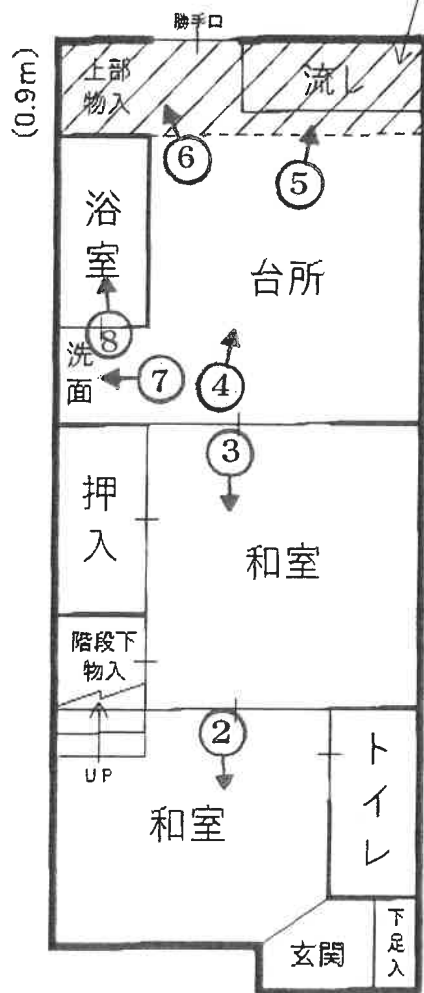 勝手口
(0.9m)
上部
物入
流し
⑥
⑤
浴室
台所
⑧
洗面
⑦
④
③
押入
和室
階段下
物入
②
UP
和室
トイレ
玄関
下足入